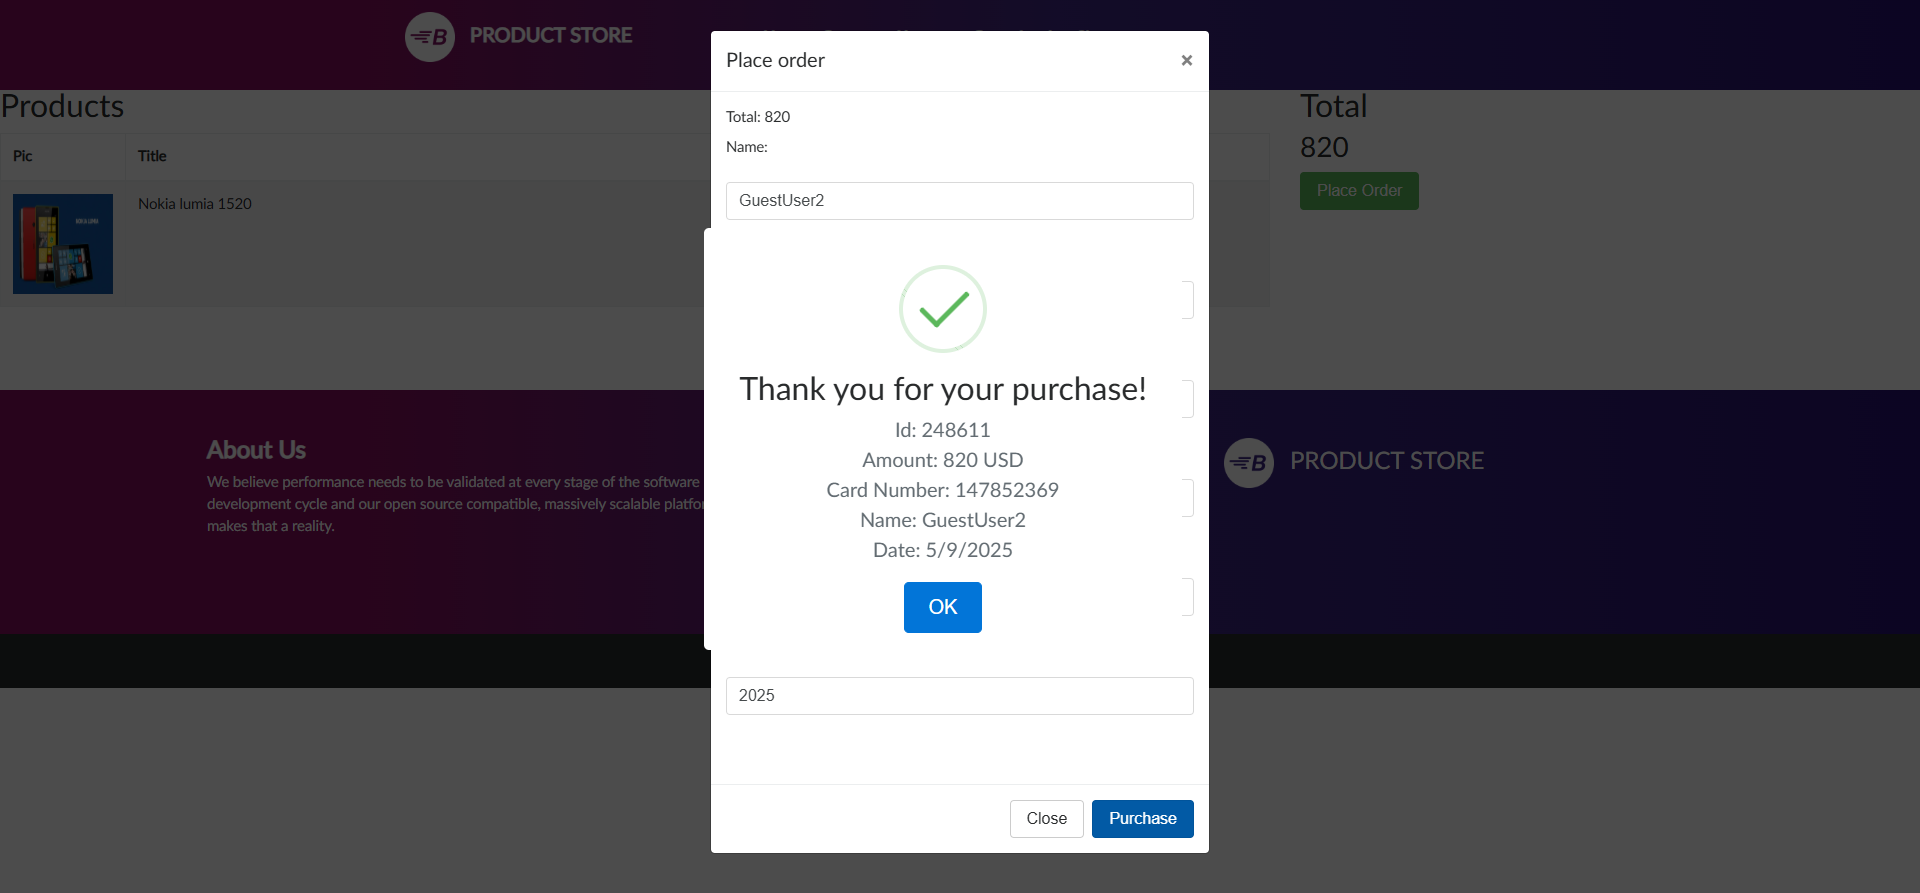 PRODUCT STORE
Place order
×
Products
Total
Total: 820
820
Name:
Pic
Title
Place Order
Nokia lumia 1520
GuestUser2
NOKIA LUMIA
Thank you for your purchase!
Id: 248611
Amount: 820 USD
Card Number: 147852369
Name: GuestUser2
Date: 5/9/2025
OK
About Us
We believe performance needs to be validated at every stage of the software
development cycle and our open source compatible, massively scalable
makes that a reality.
B
PRODUCT STORE
2025
Close
Purchase